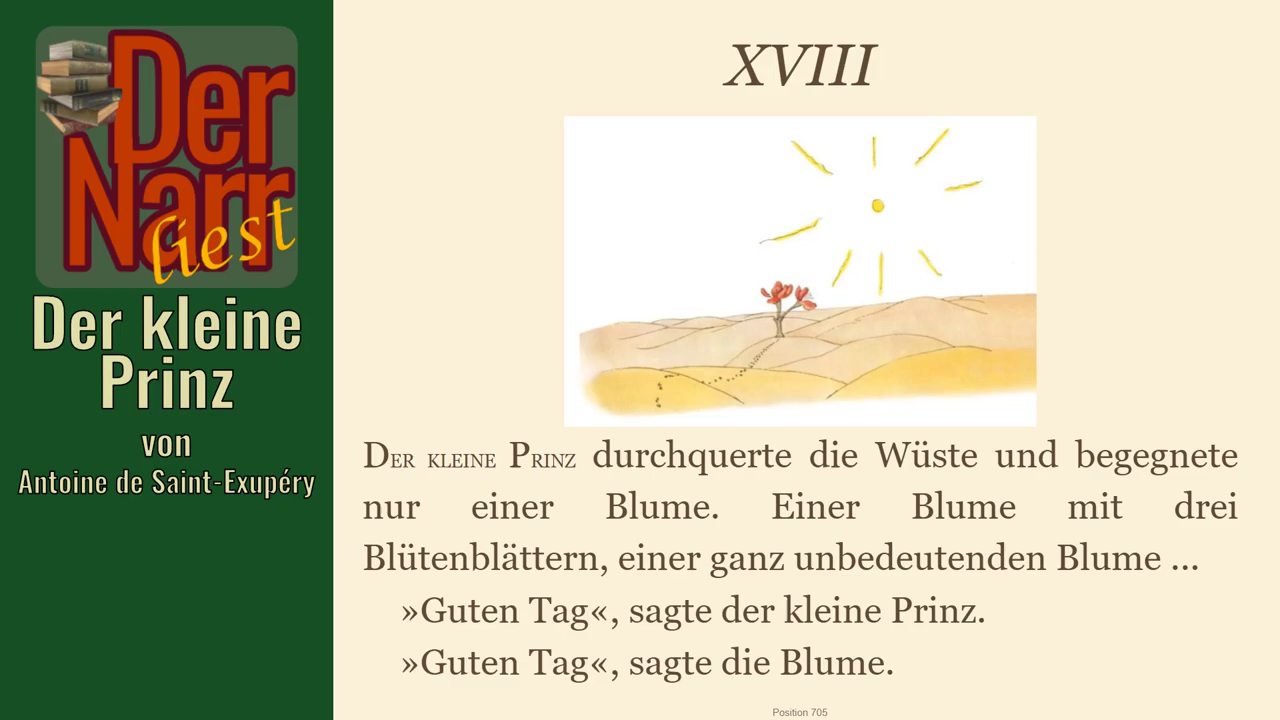 Der
Narr
liest
Der kleine
Prinz
von
Antoine de Saint-Exupéry
XVIII
DER KLEINE PRINZ durchquerte die Wüste und begegnete
nur einer Blume. Einer Blume mit drei
Blütenblättern, einer ganz unbedeutenden Blume ...
»Guten Tag«, sagte der kleine Prinz.
»Guten Tag«, sagte die Blume.
Position 705